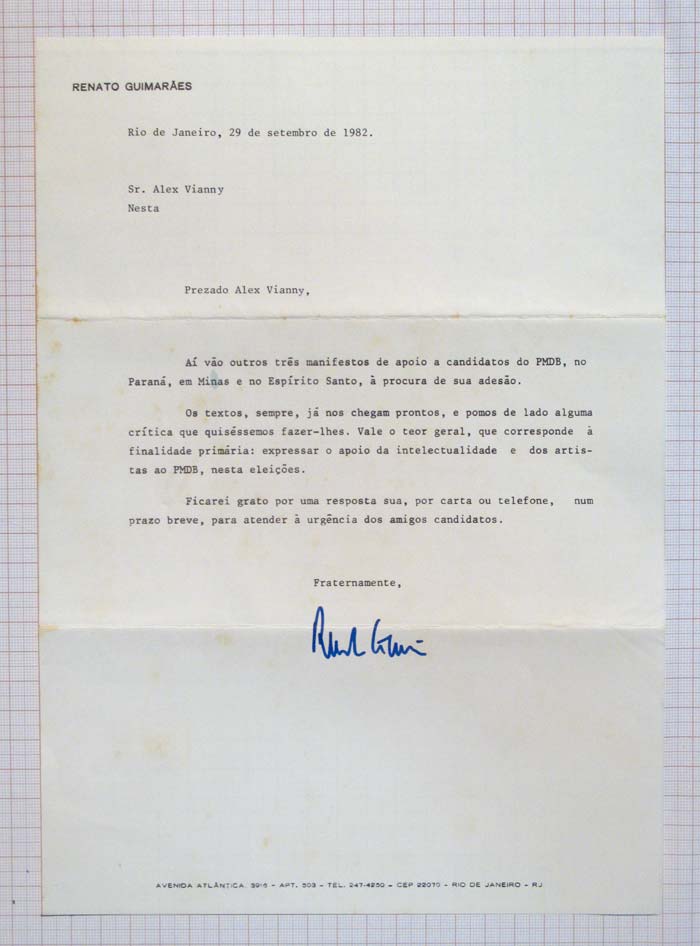 RENATO GUIMARÃES
Rio de Janeiro, 29 de setembro de 1982.
Sr. Alex Vianny
Nesta
Prezado Alex Vianny,
Aí vão outros três manifestos de apoio a candidatos do PMDB, no
Paraná, em Minas e no Espírito Santo, à procura de sua adesão.
Os textos, sempre, já nos chegam prontos, e pomos de lado alguma
crítica que quiséssemos fazer-lhes. Vale o teor geral, que corresponde à
finalidade primária: expressar o apoio da intelectualidade e dos artis-
tas ao PMDB, nesta eleições.
Ficarei grato por uma resposta sua, por carta ou telefone, num
prazo breve, para atender à urgência dos amigos candidatos.
Fraternamente,
AVENIDA ATLÂNTICA, 3916 - APT. 503 - TEL. 247-4250 - CEP 22070 - RIO DE JANEIRO - RJ